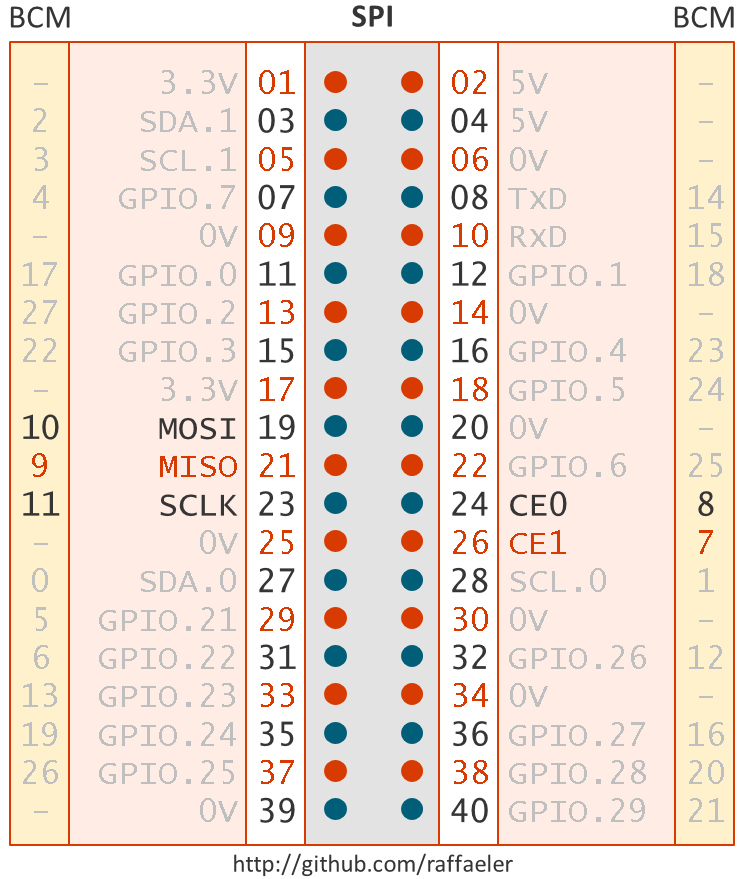 BCM SPI BCM
– 3.3V 01 02 5V –
2 SDA.1 03 04 5V –
3 SCL.1 05 06 0V –
4 GPIO.7 07 08 TxD 14
– 0V 09 10 RxD 15
17 GPIO.0 11 12 GPIO.1 18
27 GPIO.2 13 14 0V –
22 GPIO.3 15 16 GPIO.4 23
– 3.3V 17 18 GPIO.5 24
10 MOSI 19 20 0V –
9 MISO 21 22 GPIO.6 25
11 SCLK 23 24 CE0 8
– 0V 25 26 CE1 7
0 SDA.0 27 28 SCL.0 1
5 GPIO.21 29 30 0V –
6 GPIO.22 31 32 GPIO.26 12
13 GPIO.23 33 34 0V –
19 GPIO.24 35 36 GPIO.27 16
26 GPIO.25 37 38 GPIO.28 20
– 0V 39 40 GPIO.29 21
http://github.com/raffaeler